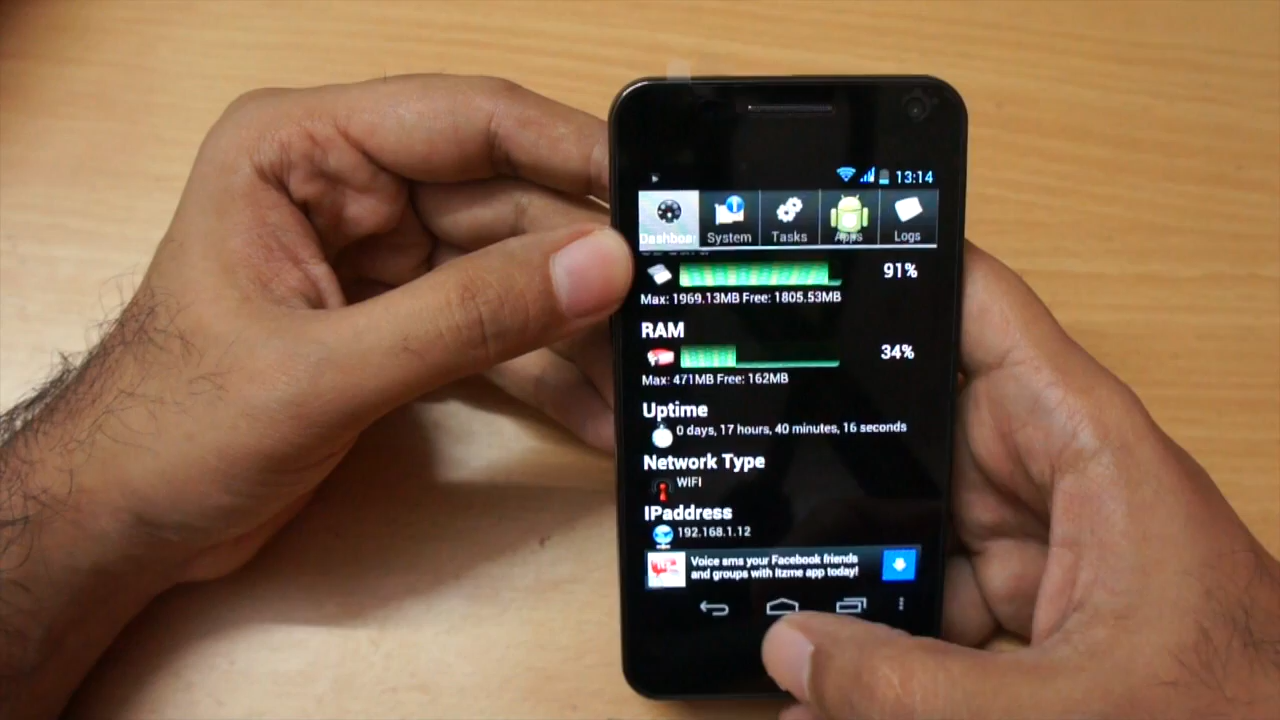 13:14
Dashboar System Tasks Apps Logs
91%
Max: 1969.13MB Free: 1805.53MB
RAM
34%
Max: 471MB Free: 162MB
Uptime
0 days, 17 hours, 40 minutes, 16 seconds
Network Type
WIFI
IPaddress
192.168.1.12
Voice sms your Facebook friends
and groups with Itzme app today!